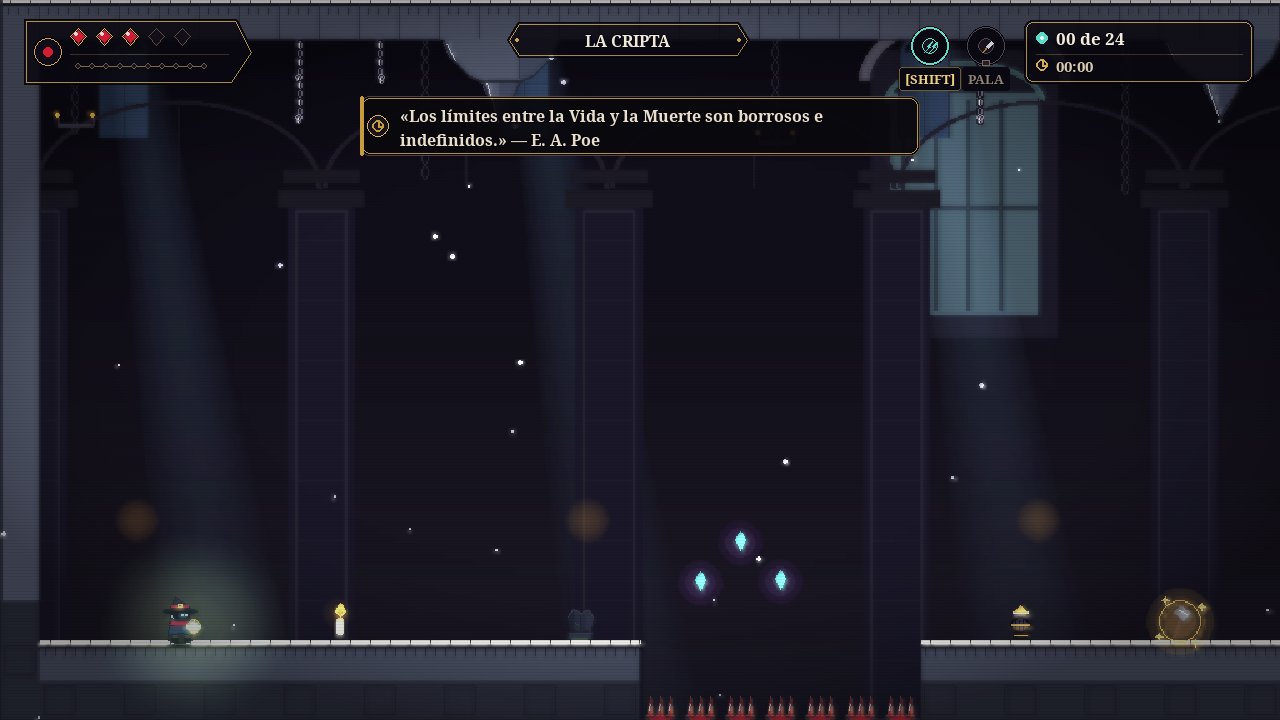 LA CRIPTA
00 de 24
[SHIFT] PALA
00:00
«Los límites entre la Vida y la Muerte son borrosos e
indefinidos.» — E. A. Poe